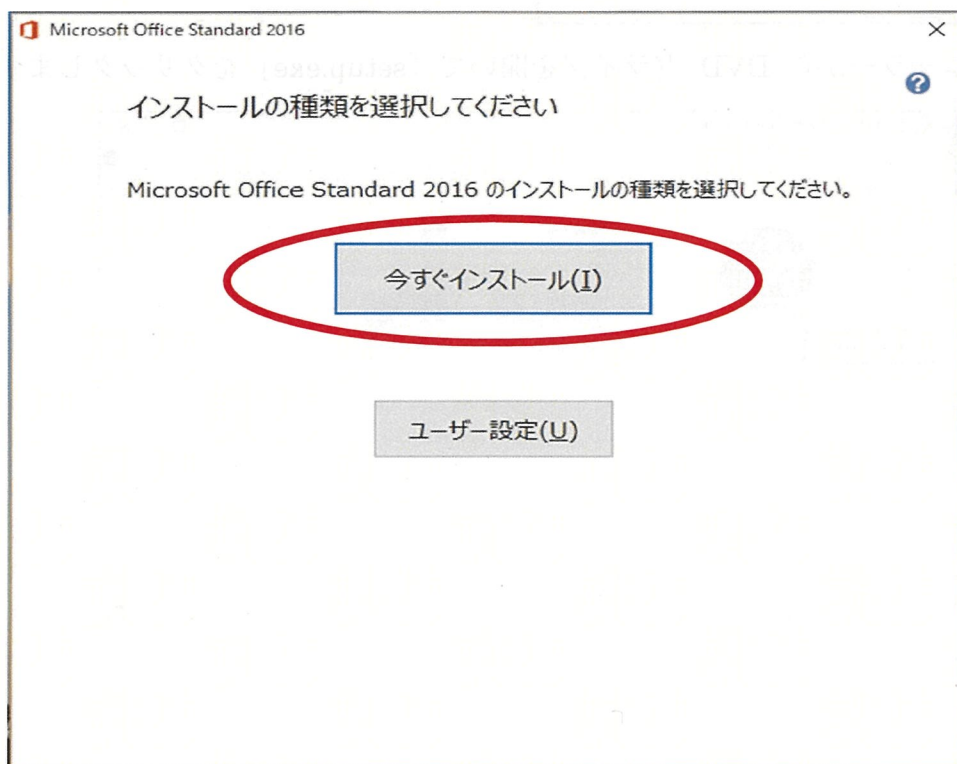 Microsoft Office Standard 2016
インストールの種類を選択してください
Microsoft Office Standard 2016 のインストールの種類を選択してください。
今すぐインストール(I)
ユーザー設定(U)